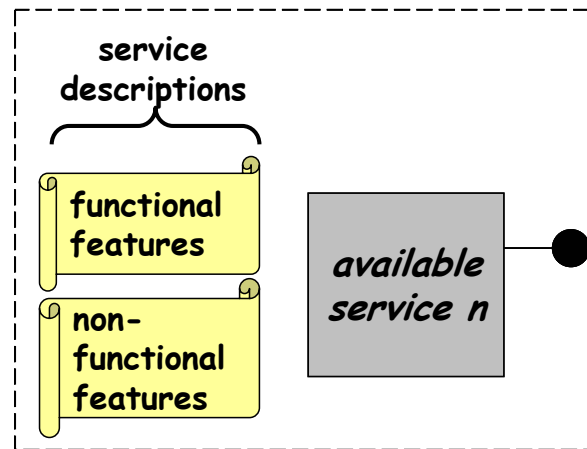 service
descriptions
functional
features
non-
functional
features
available
service n